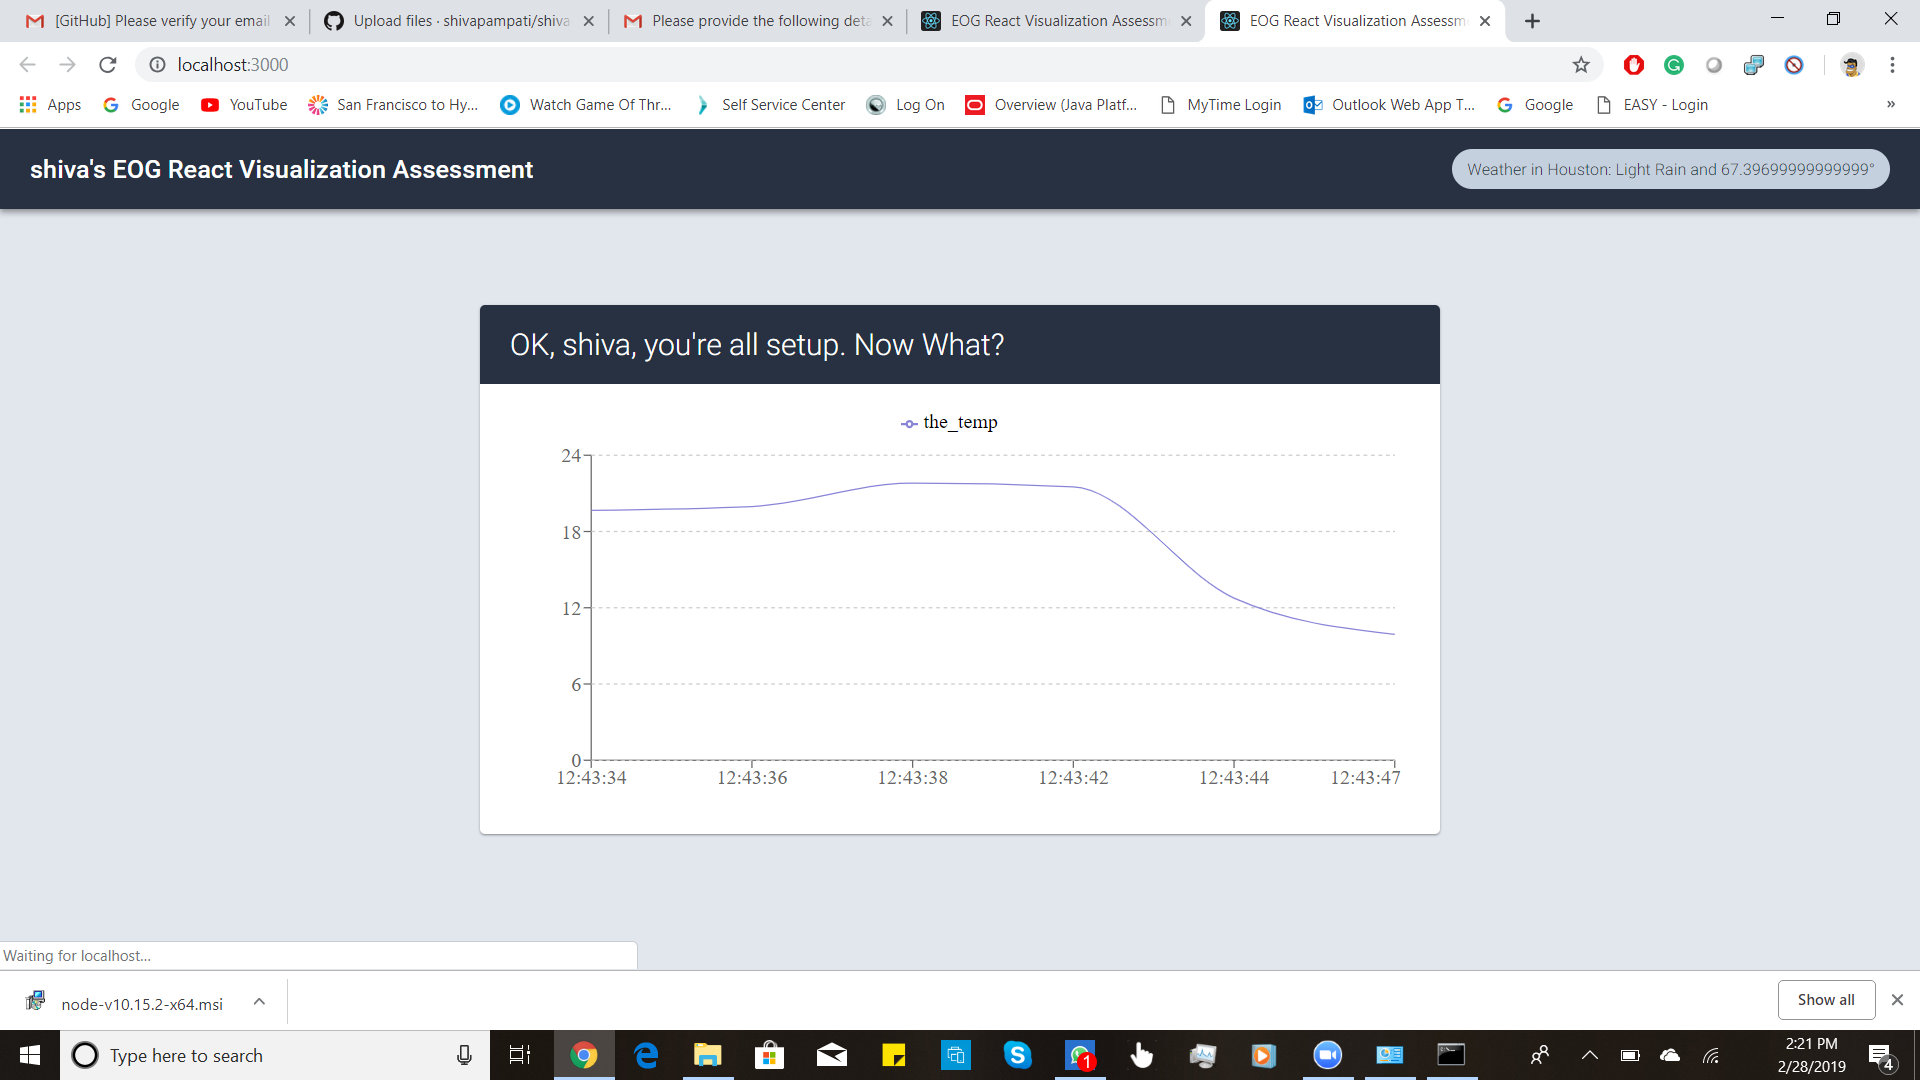 [GitHub] Please verify your email
Upload files · shivapampati/shiva
Please provide the following deta
EOG React Visualization Assessm
EOG React Visualization Assessm
localhost:3000
Apps
Google
YouTube
San Francisco to Hy...
Watch Game Of Thr...
Self Service Center
Log On
Overview (Java Platf...
MyTime Login
Outlook Web App T...
Google
EASY - Login
»
shiva's EOG React Visualization Assessment
Weather in Houston: Light Rain and 67.39699999999999°
OK, shiva, you're all setup. Now What?
the_temp
24
18
12
6
0
12:43:34
12:43:36
12:43:38
12:43:42
12:43:44
12:43:47
Waiting for localhost...
node-v10.15.2-x64.msi
Show all
Type here to search
1
2:21 PM
2/28/2019
4